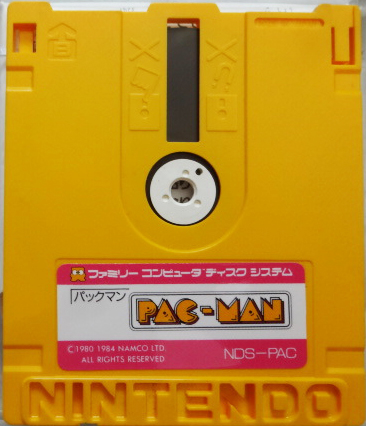 ファミリー コンピュータ ディスク システム
パックマン
PAC-MAN
©1980 1984 NAMCO LTD.
ALL RIGHTS RESERVED
NDS-PAC
NINTENDO